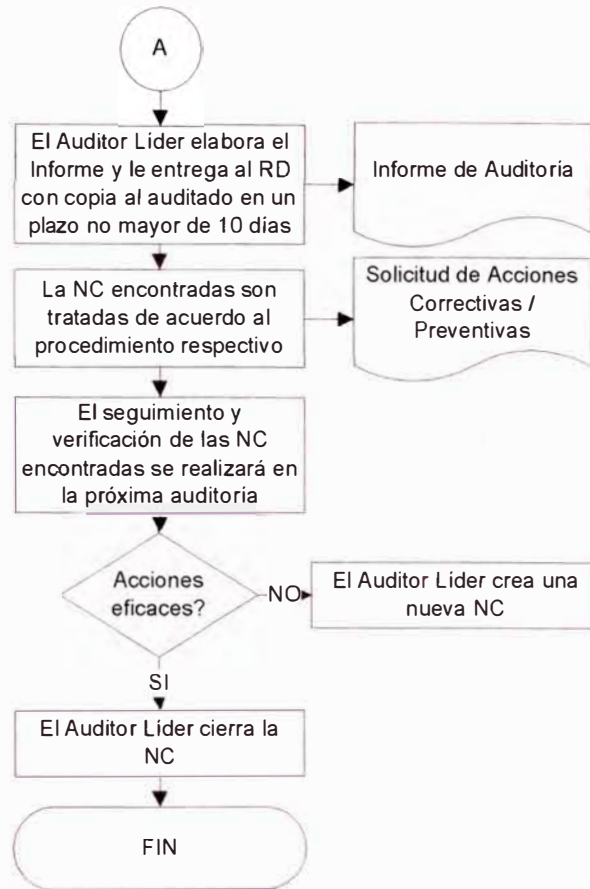 A
El Auditor Líder elabora el
Informe y le entrega al RD
con copia al auditado en un
plazo no mayor de 10 días
Informe de Auditoría
La NC encontradas son
tratadas de acuerdo al
procedimiento respectivo
Solicitud de Acciones
Correctivas /
Preventivas
El seguimiento y
verificación de las NC
encontradas se realizará en
la próxima auditoría
Acciones
eficaces?
NO
El Auditor Líder crea una
nueva NC
SI
El Auditor Líder cierra la
NC
FIN